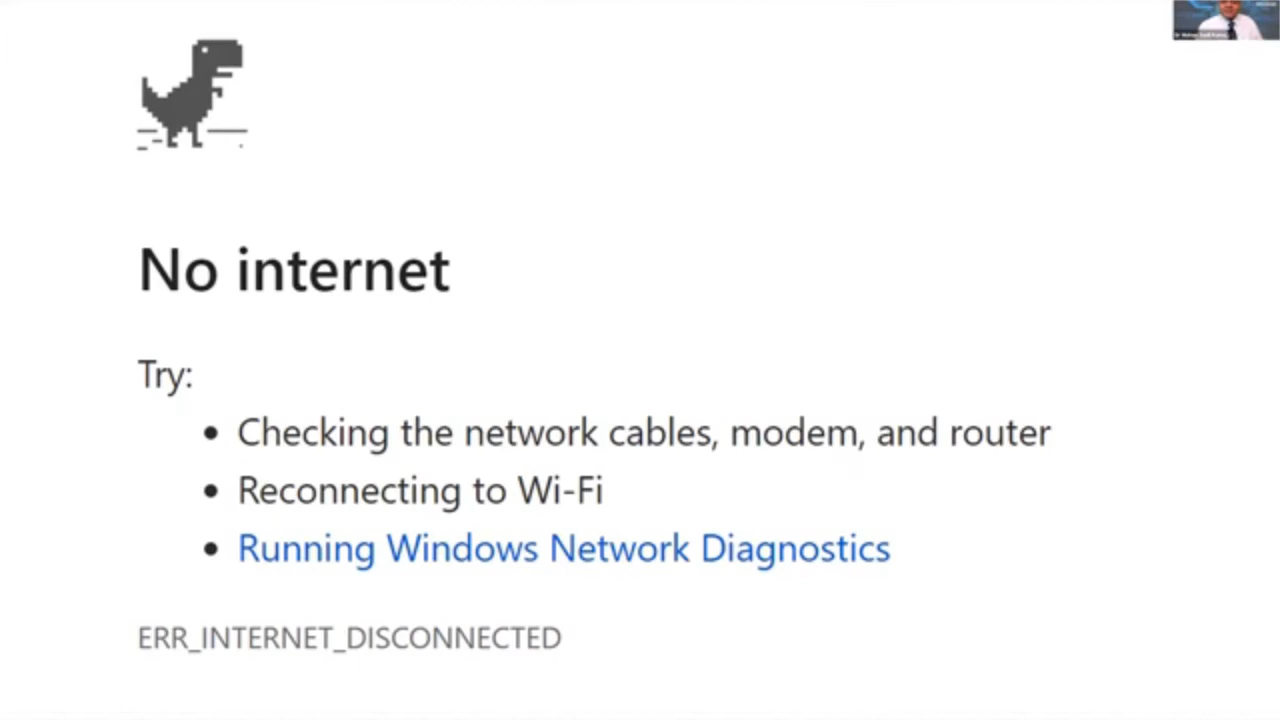 No internet
Try:
Checking the network cables, modem, and router
Reconnecting to Wi-Fi
Running Windows Network Diagnostics
ERR_INTERNET_DISCONNECTED